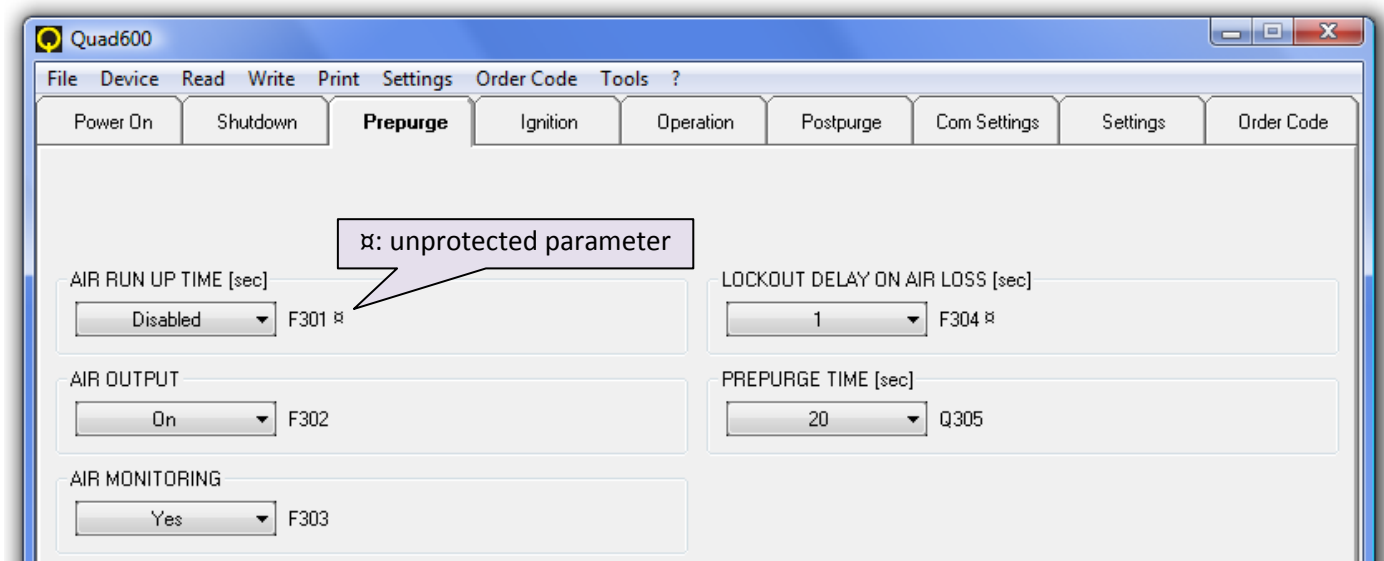 Quad600
File Device Read Write Print Settings Order Code Tools ?
Power On Shutdown Prepurge Ignition Operation Postpurge Com Settings Settings Order Code
¤: unprotected parameter
AIR RUN UP TIME [sec]
Disabled F301 ¤
AIR OUTPUT
On F302
AIR MONITORING
Yes F303
LOCKOUT DELAY ON AIR LOSS [sec]
1 F304 ¤
PREPURGE TIME [sec]
20 Q305